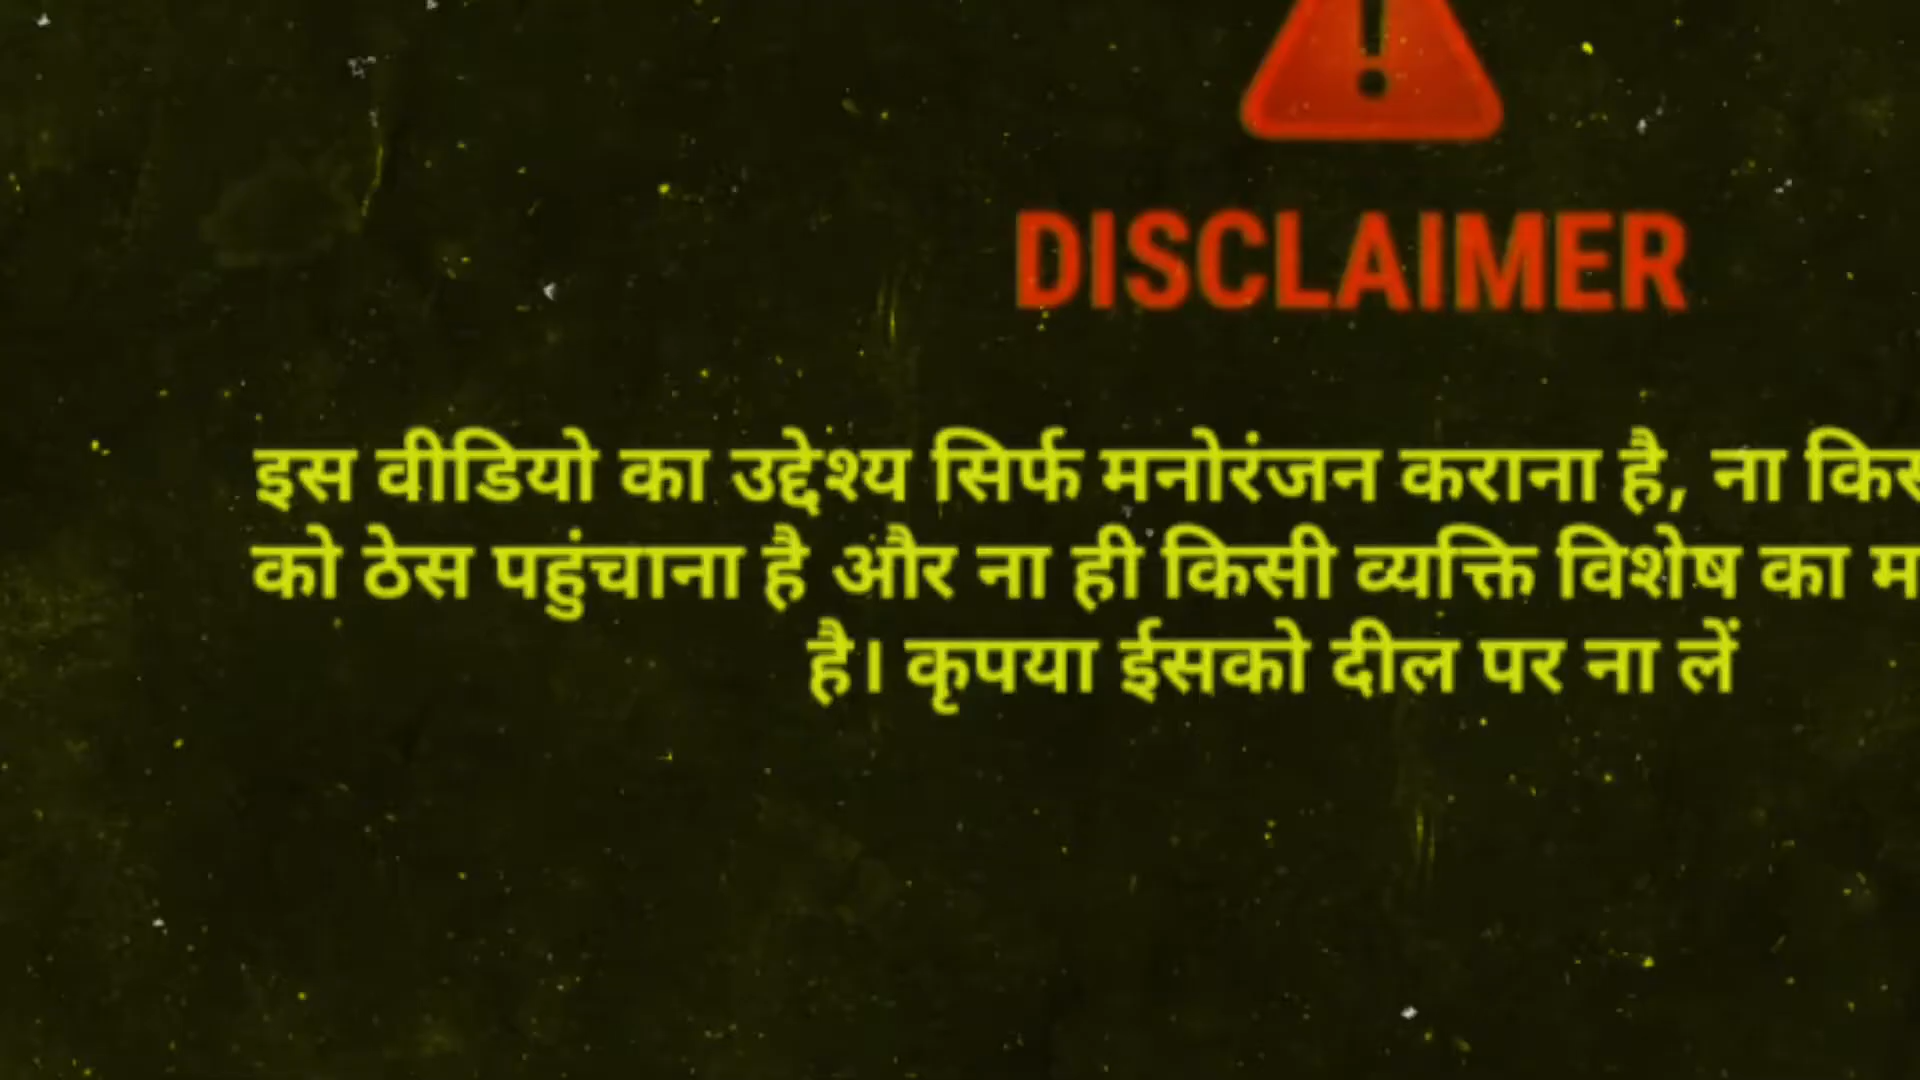 DISCLAIMER
इस वीडियो का उद्देश्य सिर्फ मनोरंजन कराना है, ना
को ठेस पहुंचाना है और ना ही किसी व्यक्ति विशेष का
है। कृपया ईसको दील पर ना लें